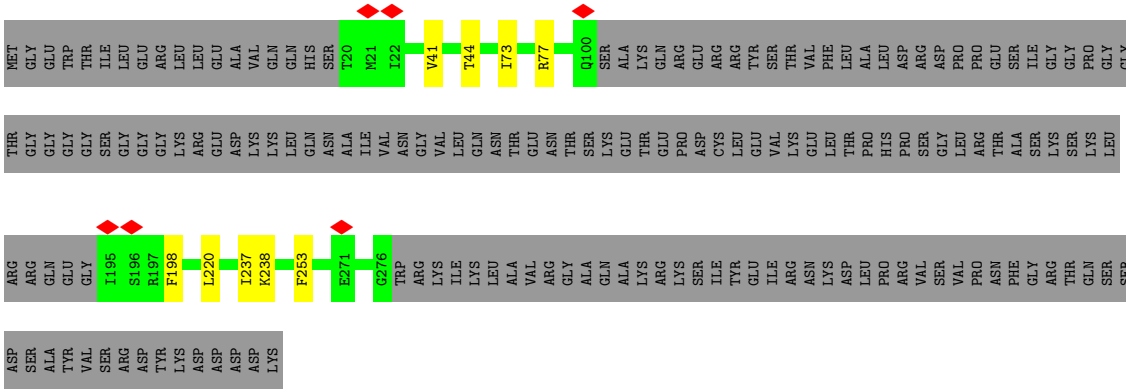 MET GLY GLU TRP THR ILE LEU GLU ARG LEU LEU GLU ALA VAL GLN GLN HIS SER T20 M21 I22 V41 T44 I73 R77 Q100 SER ALA LYS GLN ARG GLU ARG ARG TYR SER THR VAL PHE LEU ALA LEU ASP ARG ASP PRO PRO GLU SER ILE GLY GLY PRO GLY GLY
THR GLY GLY GLY GLY SER GLY GLY GLY LYS ARG GLU ASP LYS LYS LEU GLN ASN ALA ILE VAL ASN GLY VAL LEU GLN ASN THR GLU ASN THR SER LYS GLU THR GLU PRO ASP CYS LEU GLU VAL LYS GLU LEU THR PRO HIS PRO SER GLY LEU ARG THR ALA SER LYS SER LYS LEU
ARG ARG GLN GLU GLY I195 S196 R197 F198 L220 I237 K238 F253 E271 G276 TRP ARG LYS ILE LYS LEU ALA VAL ARG GLY ALA GLN ALA LYS ARG LYS SER ILE TYR GLU ILE ARG ASN LYS ASP LEU PRO ARG VAL SER VAL PRO ASN PHE GLY ARG THR GLN SER SER
ASP SER ALA TYR VAL SER ARG ASP TYR LYS ASP ASP ASP ASP LYS